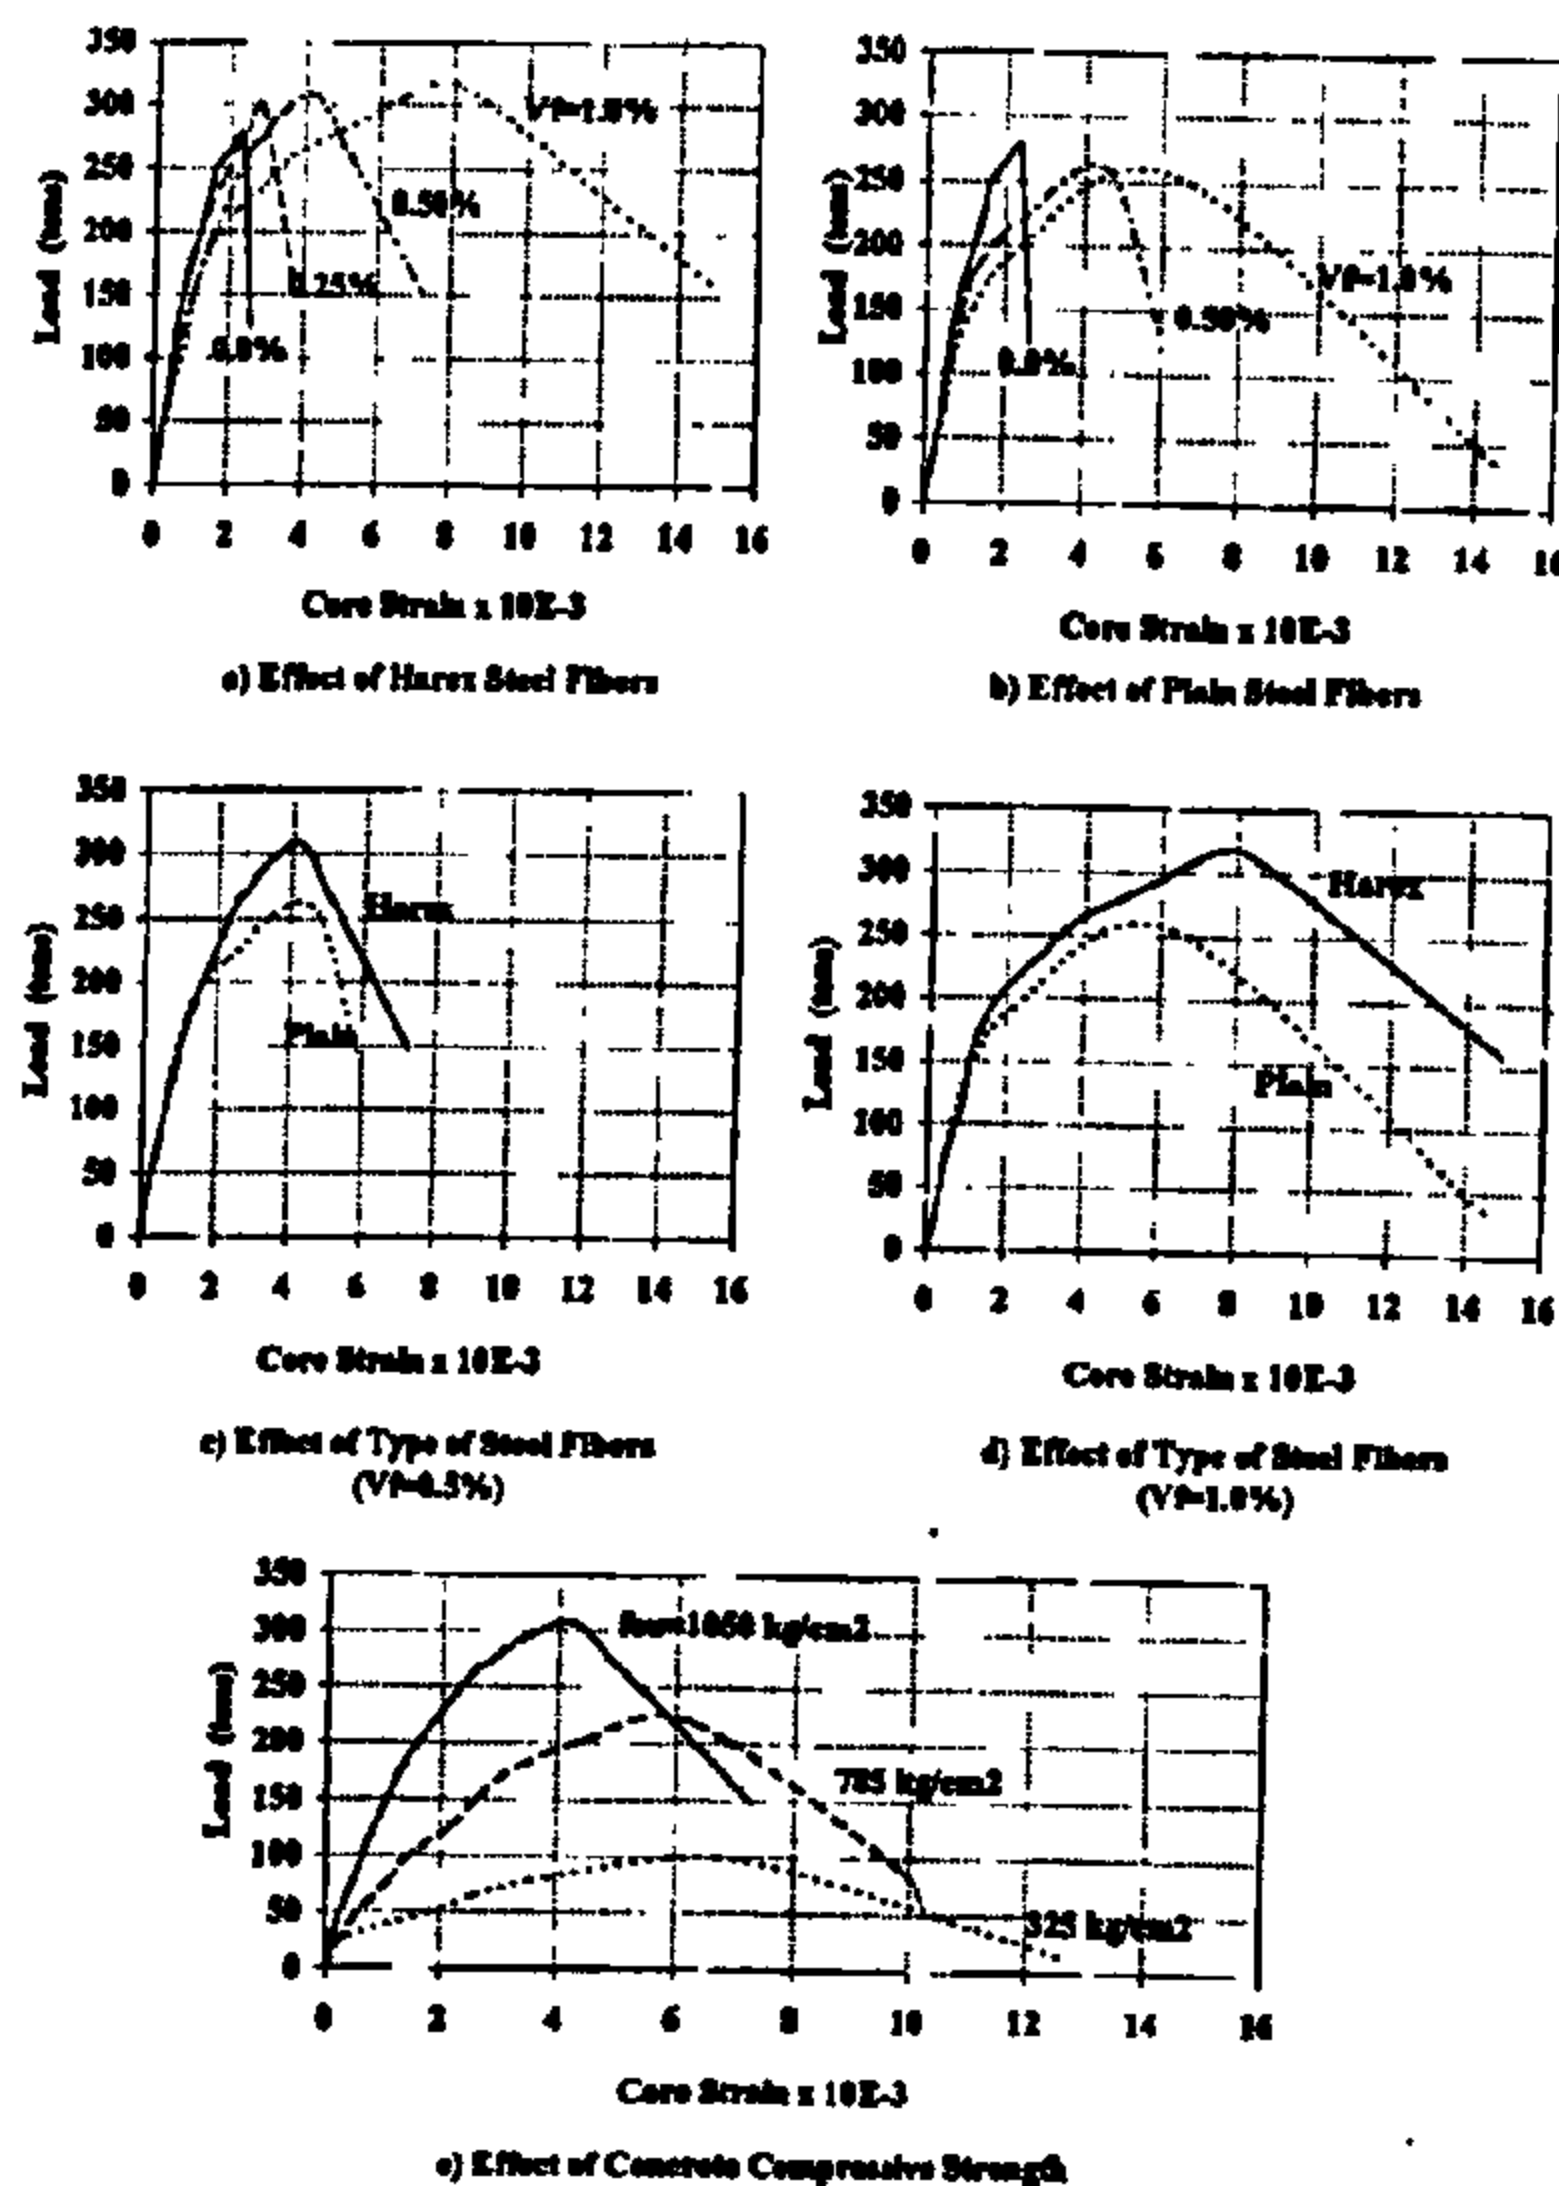 350
300
250
200
150
100
50
0
Load (tons)
Vf=1.0%
0.50%
0.25%
0.0%
0 2 4 6 8 10 12 14 16
Core Strain x 10E-3
a) Effect of Harex Steel Fibers
350
300
250
200
150
100
50
0
Load (tons)
Vf=1.0%
0.50%
0.0%
0 2 4 6 8 10 12 14
Core Strain x 10E-3
b) Effect of Plain Steel Fibers
350
300
250
200
150
100
50
0
Load (tons)
Harex
Plain
0 2 4 6 8 10 12 14 16
Core Strain x 10E-3
c) Effect of Type of Steel Fibers
(Vf=0.5%)
350
300
250
200
150
100
50
0
Load (tons)
Harex
Plain
0 2 4 6 8 10 12 14 16
Core Strain x 10E-3
d) Effect of Type of Steel Fibers
(Vf=1.0%)
350
300
250
200
150
100
50
0
Load (tons)
fcu=1050 kg/cm2
785 kg/cm2
325 kg/cm2
0 2 4 6 8 10 12 14 16
Core Strain x 10E-3
e) Effect of Concrete Compressive Strength